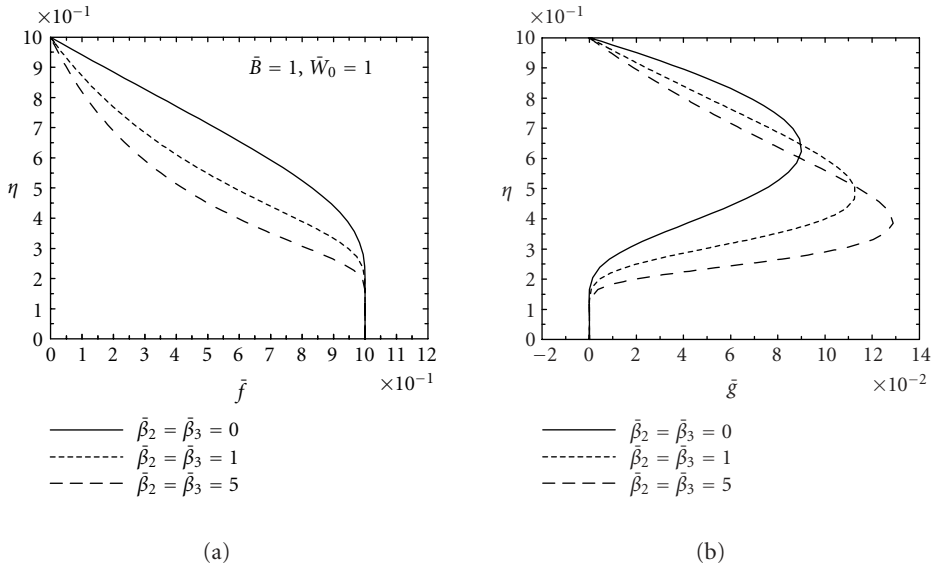 ×10⁻¹
10
9
8
7
6
5
4
3
2
1
0
η
B̄ = 1, W̄₀ = 1
0 1 2 3 4 5 6 7 8 9 10 11 12
f̄
×10⁻¹
β̄₂ = β̄₃ = 0
β̄₂ = β̄₃ = 1
β̄₂ = β̄₃ = 5
(a)
×10⁻¹
10
9
8
7
6
5
4
3
2
1
0
η
−2 0 2 4 6 8 10 12 14
ḡ
×10⁻²
β̄₂ = β̄₃ = 0
β̄₂ = β̄₃ = 1
β̄₂ = β̄₃ = 5
(b)